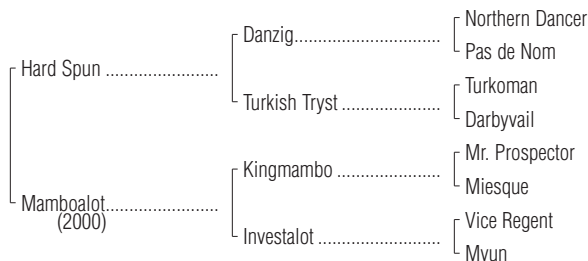 Northern Dancer
Danzig
Pas de Nom
Hard Spun
Turkoman
Turkish Tryst
Darbyvail
Mr. Prospector
Kingmambo
Miesque
Mamboalot
(2000)
Vice Regent
Investalot
Myun